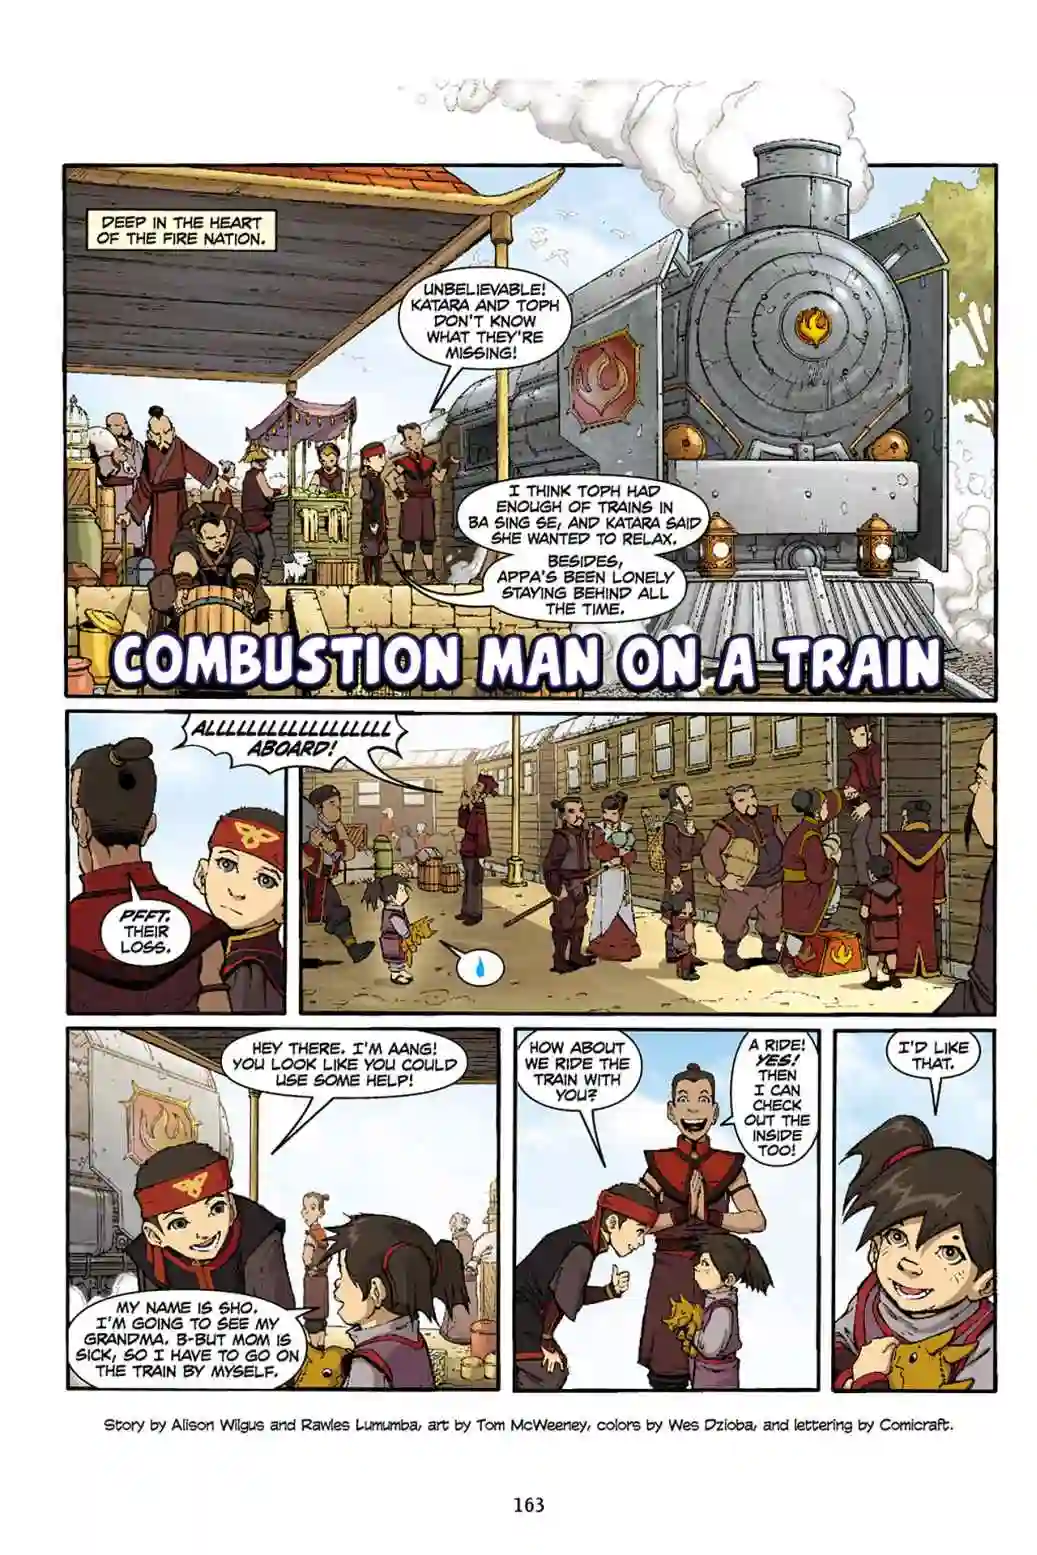 DEEP IN THE HEART
OF THE FIRE NATION.
UNBELIEVABLE!
KATARA AND TOPH
DON'T KNOW
WHAT THEY'RE
MISSING!
I THINK TOPH HAD
ENOUGH OF TRAINS IN
BA SING SE, AND KATARA SAID
SHE WANTED TO RELAX.
BESIDES,
APPA'S BEEN LONELY
STAYING BEHIND ALL
THE TIME.
COMBUSTION MAN ON A TRAIN
PFFT.
THEIR
LOSS.
ALLLLLLLLLLLLLLLLLL
ABOARD!
HEY THERE. I'M AANG!
YOU LOOK LIKE YOU COULD
USE SOME HELP!
MY NAME IS SHO.
I'M GOING TO SEE MY
GRANDMA. B-BUT MOM IS
SICK, SO I HAVE TO GO ON
THE TRAIN BY MYSELF.
HOW ABOUT
WE RIDE THE
TRAIN WITH
YOU?
A RIDE!
YES!
THEN
I CAN
CHECK
OUT THE
INSIDE
TOO!
I'D LIKE
THAT.
Story by Alison Wilgus and Rawles Lumumba, art by Tom McWeeney, colors by Wes Dzioba, and lettering by Comicraft.
163